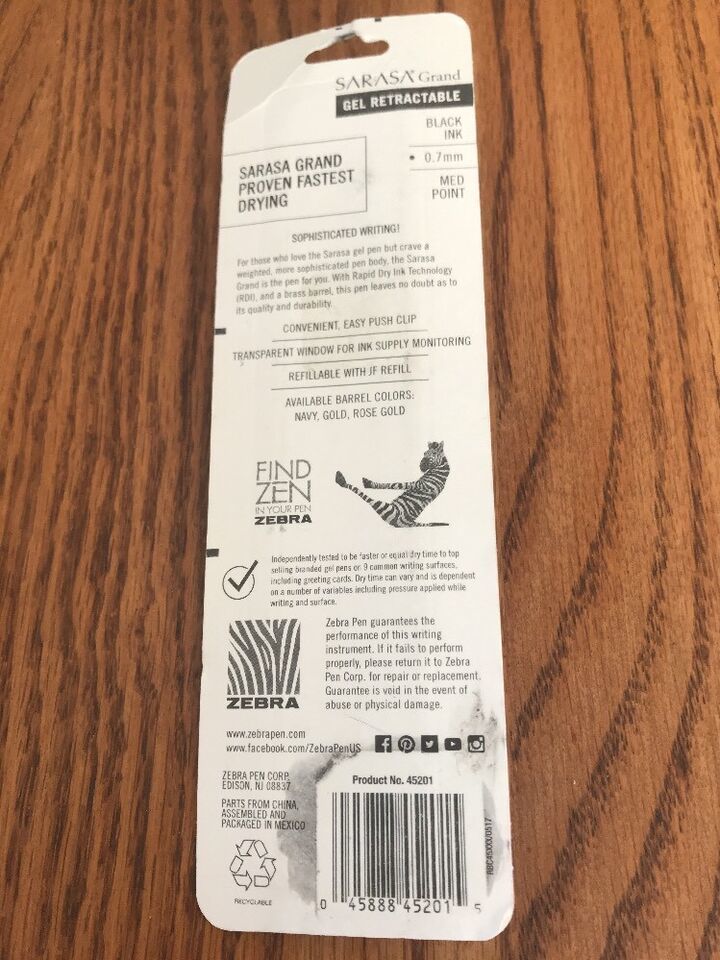 SARASA Grand
GEL RETRACTABLE
BLACK
INK
• 0.7mm
MED
POINT
SARASA GRAND
PROVEN FASTEST
DRYING
SOPHISTICATED WRITING!
For those who love the Sarasa gel pen but crave a
weighted, more sophisticated pen body, the Sarasa
Grand is the pen for you. With Rapid Dry Ink Technology
(RDI), and a brass barrel, this pen leaves no doubt as to
its quality and durability.
CONVENIENT, EASY PUSH CLIP
TRANSPARENT WINDOW FOR INK SUPPLY MONITORING
REFILLABLE WITH JF REFILL
AVAILABLE BARREL COLORS:
NAVY, GOLD, ROSE GOLD
FIND
ZEN
IN YOUR PEN
ZEBRA
Independently tested to be faster or equal dry time to top
selling branded gel pens on 9 common writing surfaces,
including greeting cards. Dry time can vary and is dependent
on a number of variables including pressure applied while
writing and surface.
ZEBRA
Zebra Pen guarantees the
performance of this writing
instrument. If it fails to perform
properly, please return it to Zebra
Pen Corp. for repair or replacement.
Guarantee is void in the event of
abuse or physical damage.
www.zebrapen.com
www.facebook.com/ZebraPenUS
ZEBRA PEN CORP.
EDISON, NJ 08837
PARTS FROM CHINA,
ASSEMBLED AND
PACKAGED IN MEXICO
RECYCLABLE
Product No. 45201
0 45888 45201 5